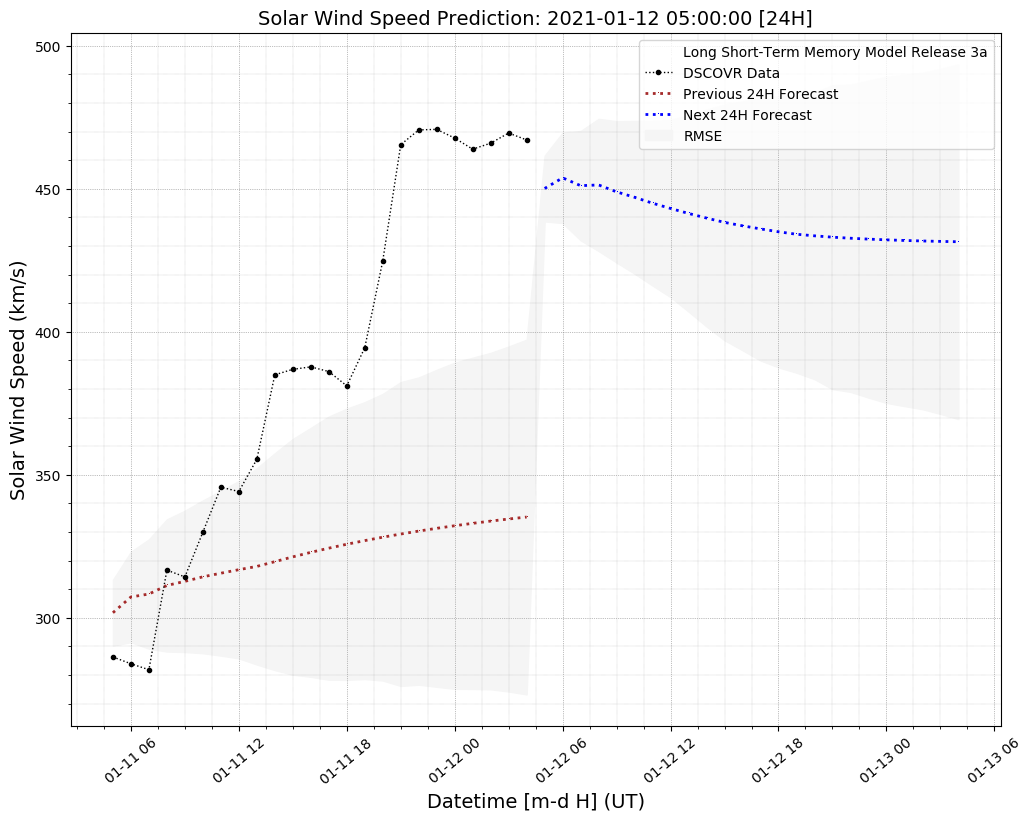 Solar Wind Speed Prediction: 2021-01-12 05:00:00 [24H]
Long Short-Term Memory Model Release 3a
DSCOVR Data
Previous 24H Forecast
Next 24H Forecast
RMSE
Solar Wind Speed (km/s)
500
450
400
350
300
01-11 06
01-11 12
01-11 18
01-12 00
01-12 06
01-12 12
01-12 18
01-13 00
01-13 06
Datetime [m-d H] (UT)